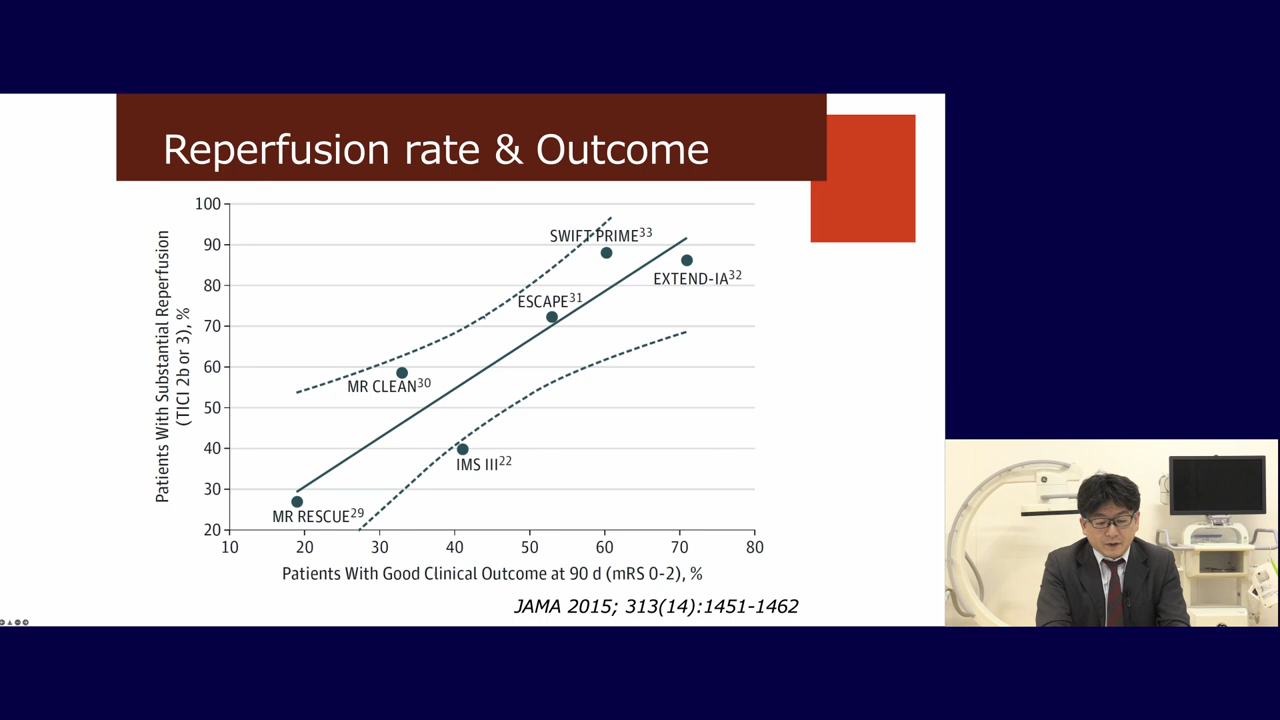 Reperfusion rate & Outcome
Patients With Substantial Reperfusion
(TICI 2b or 3), %
100
90
80
70
60
50
40
30
20
SWIFT PRIME33
EXTEND-IA32
ESCAPE31
MR CLEAN30
IMS III22
MR RESCUE29
10 20 30 40 50 60 70 80
Patients With Good Clinical Outcome at 90 d (mRS 0-2), %
JAMA 2015; 313(14):1451-1462